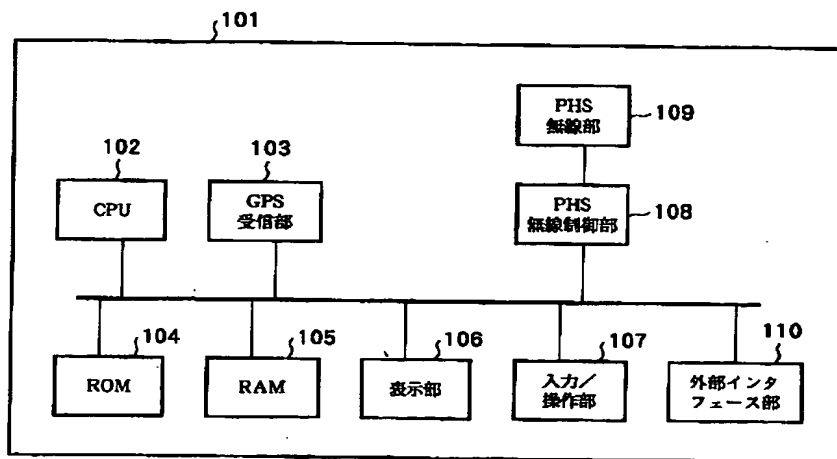 101
PHS
無線部
109
102
103
CPU
GPS
受信部
PHS
無線制御部
108
104
105
106
107
110
ROM
RAM
表示部
入力／
操作部
外部インタ
フェース部